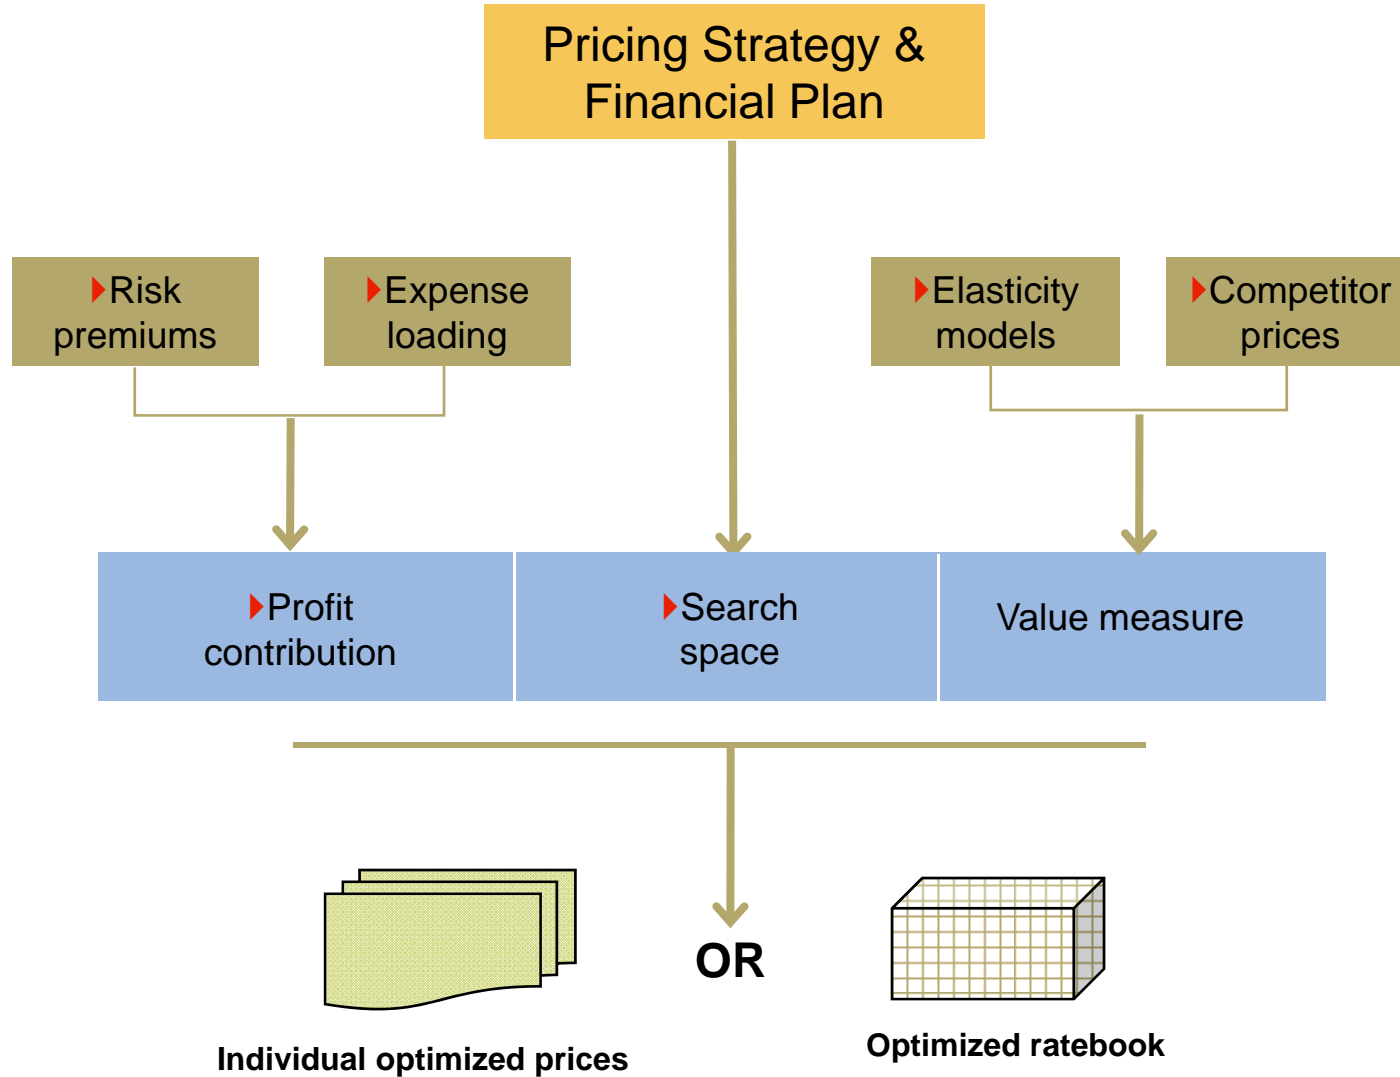 Pricing Strategy &
Financial Plan
Risk
premiums
Expense
loading
Elasticity
models
Competitor
prices
Profit
contribution
Search
space
Value measure
OR
Individual optimized prices
Optimized ratebook